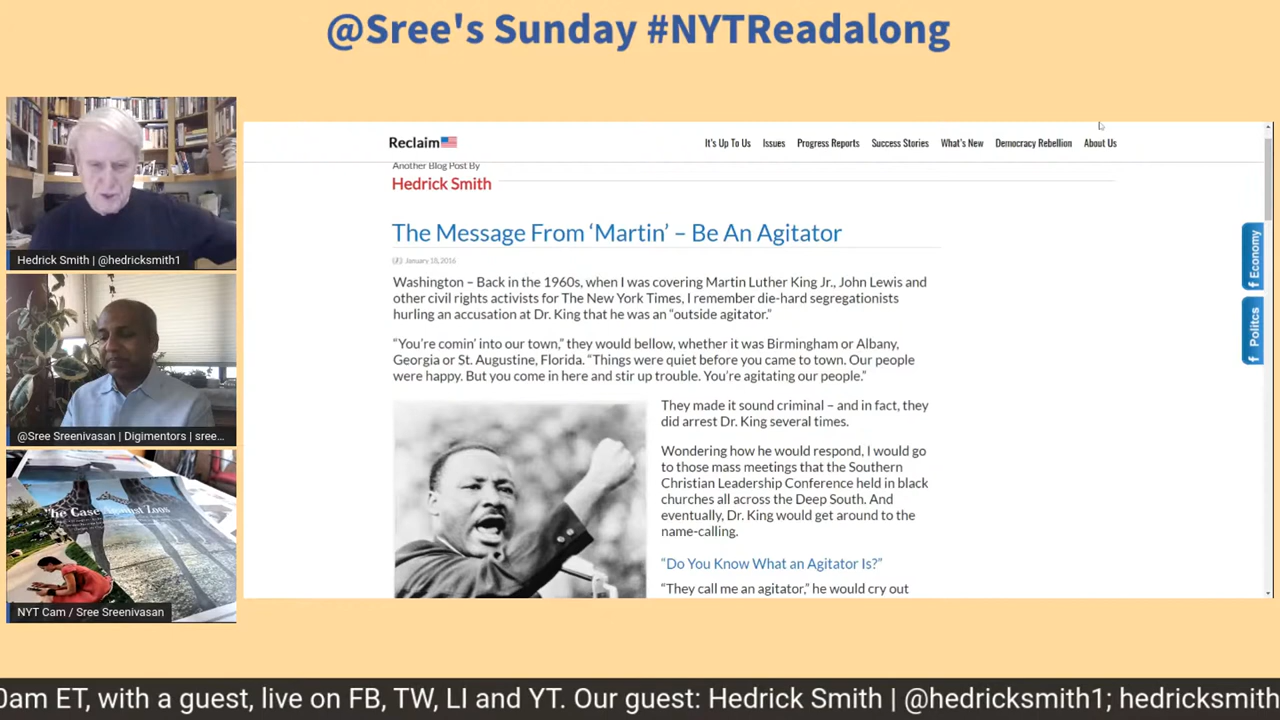 @Sree's Sunday #NYTReadalong
Hedrick Smith | @hedricksmith1
@Sree Sreenivasan | Digimentors | sree...
The Case Against Zoos
NYT Cam / Sree Sreenivasan
Reclaim
It's Up To Us Issues Progress Reports Success Stories What's New Democracy Rebellion About Us
Another Blog Post By
Hedrick Smith
The Message From ‘Martin’ – Be An Agitator
January 18, 2016
Washington – Back in the 1960s, when I was covering Martin Luther King Jr., John Lewis and
other civil rights activists for The New York Times, I remember die-hard segregationists
hurling an accusation at Dr. King that he was an “outside agitator.”
“You’re comin’ into our town,” they would bellow, whether it was Birmingham or Albany,
Georgia or St. Augustine, Florida. “Things were quiet before you came to town. Our people
were happy. But you come in here and stir up trouble. You’re agitating our people.”
They made it sound criminal – and in fact, they
did arrest Dr. King several times.
Wondering how he would respond, I would go
to those mass meetings that the Southern
Christian Leadership Conference held in black
churches all across the Deep South. And
eventually, Dr. King would get around to the
name-calling.
“Do You Know What an Agitator Is?”
“They call me an agitator,” he would cry out
f Economy
f Politcs
0am ET, with a guest, live on FB, TW, LI and YT. Our guest: Hedrick Smith | @hedricksmith1; hedricksmith